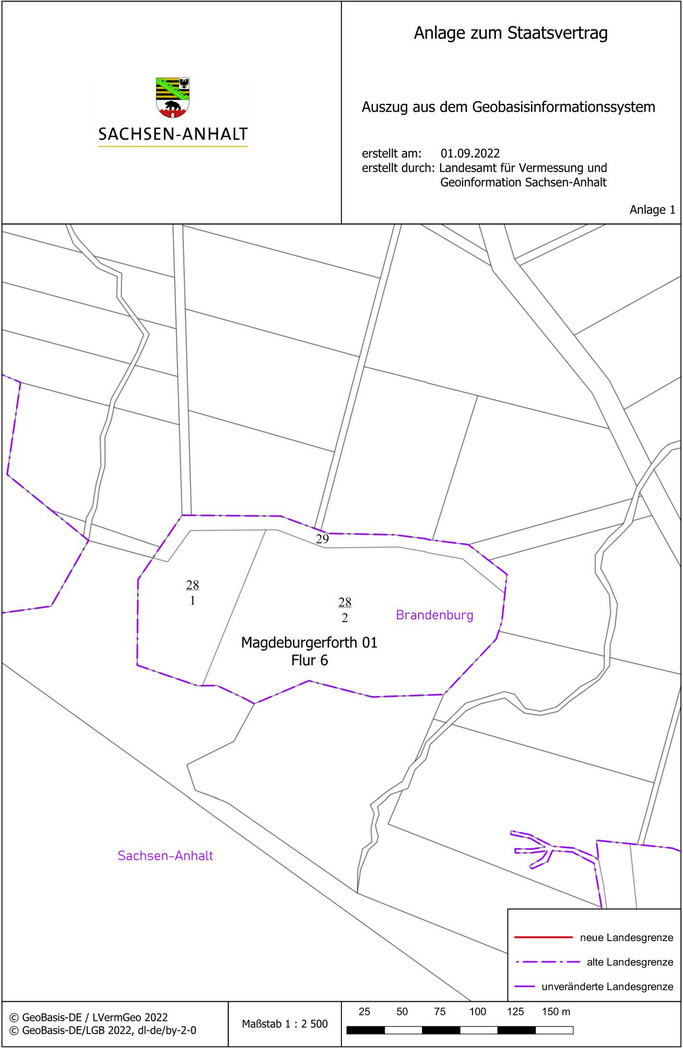 SACHSEN-ANHALT
Anlage zum Staatsvertrag
Auszug aus dem Geobasisinformationssystem
erstellt am: 01.09.2022
erstellt durch: Landesamt für Vermessung und
Geoinformation Sachsen-Anhalt
Anlage 1
29
28
1
28
2
Brandenburg
Magdeburgerforth 01
Flur 6
Sachsen-Anhalt
neue Landesgrenze
alte Landesgrenze
unveränderte Landesgrenze
© GeoBasis-DE / LVermGeo 2022
© GeoBasis-DE/LGB 2022, dl-de/by-2-0
Maßstab 1 : 2 500
25 50 75 100 125 150 m